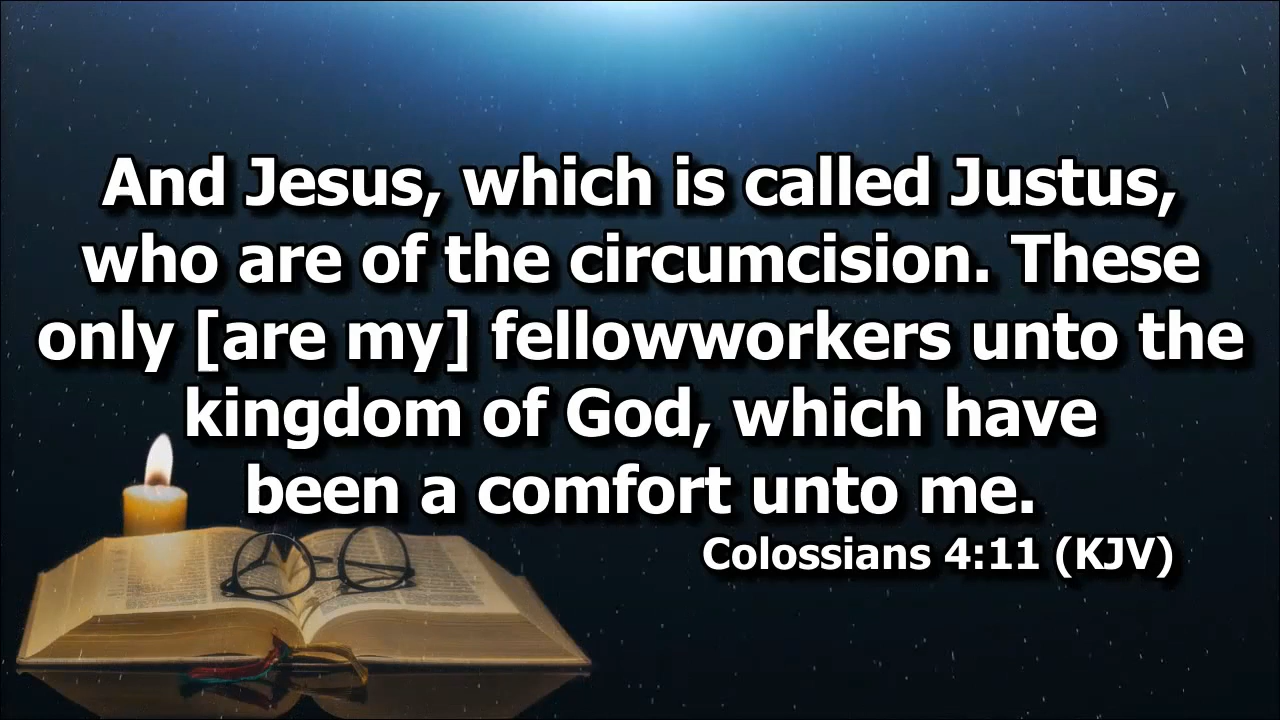 And Jesus, which is called Justus,
who are of the circumcision. These
only [are my] fellowworkers unto the
kingdom of God, which have
been a comfort unto me.
Colossians 4:11 (KJV)